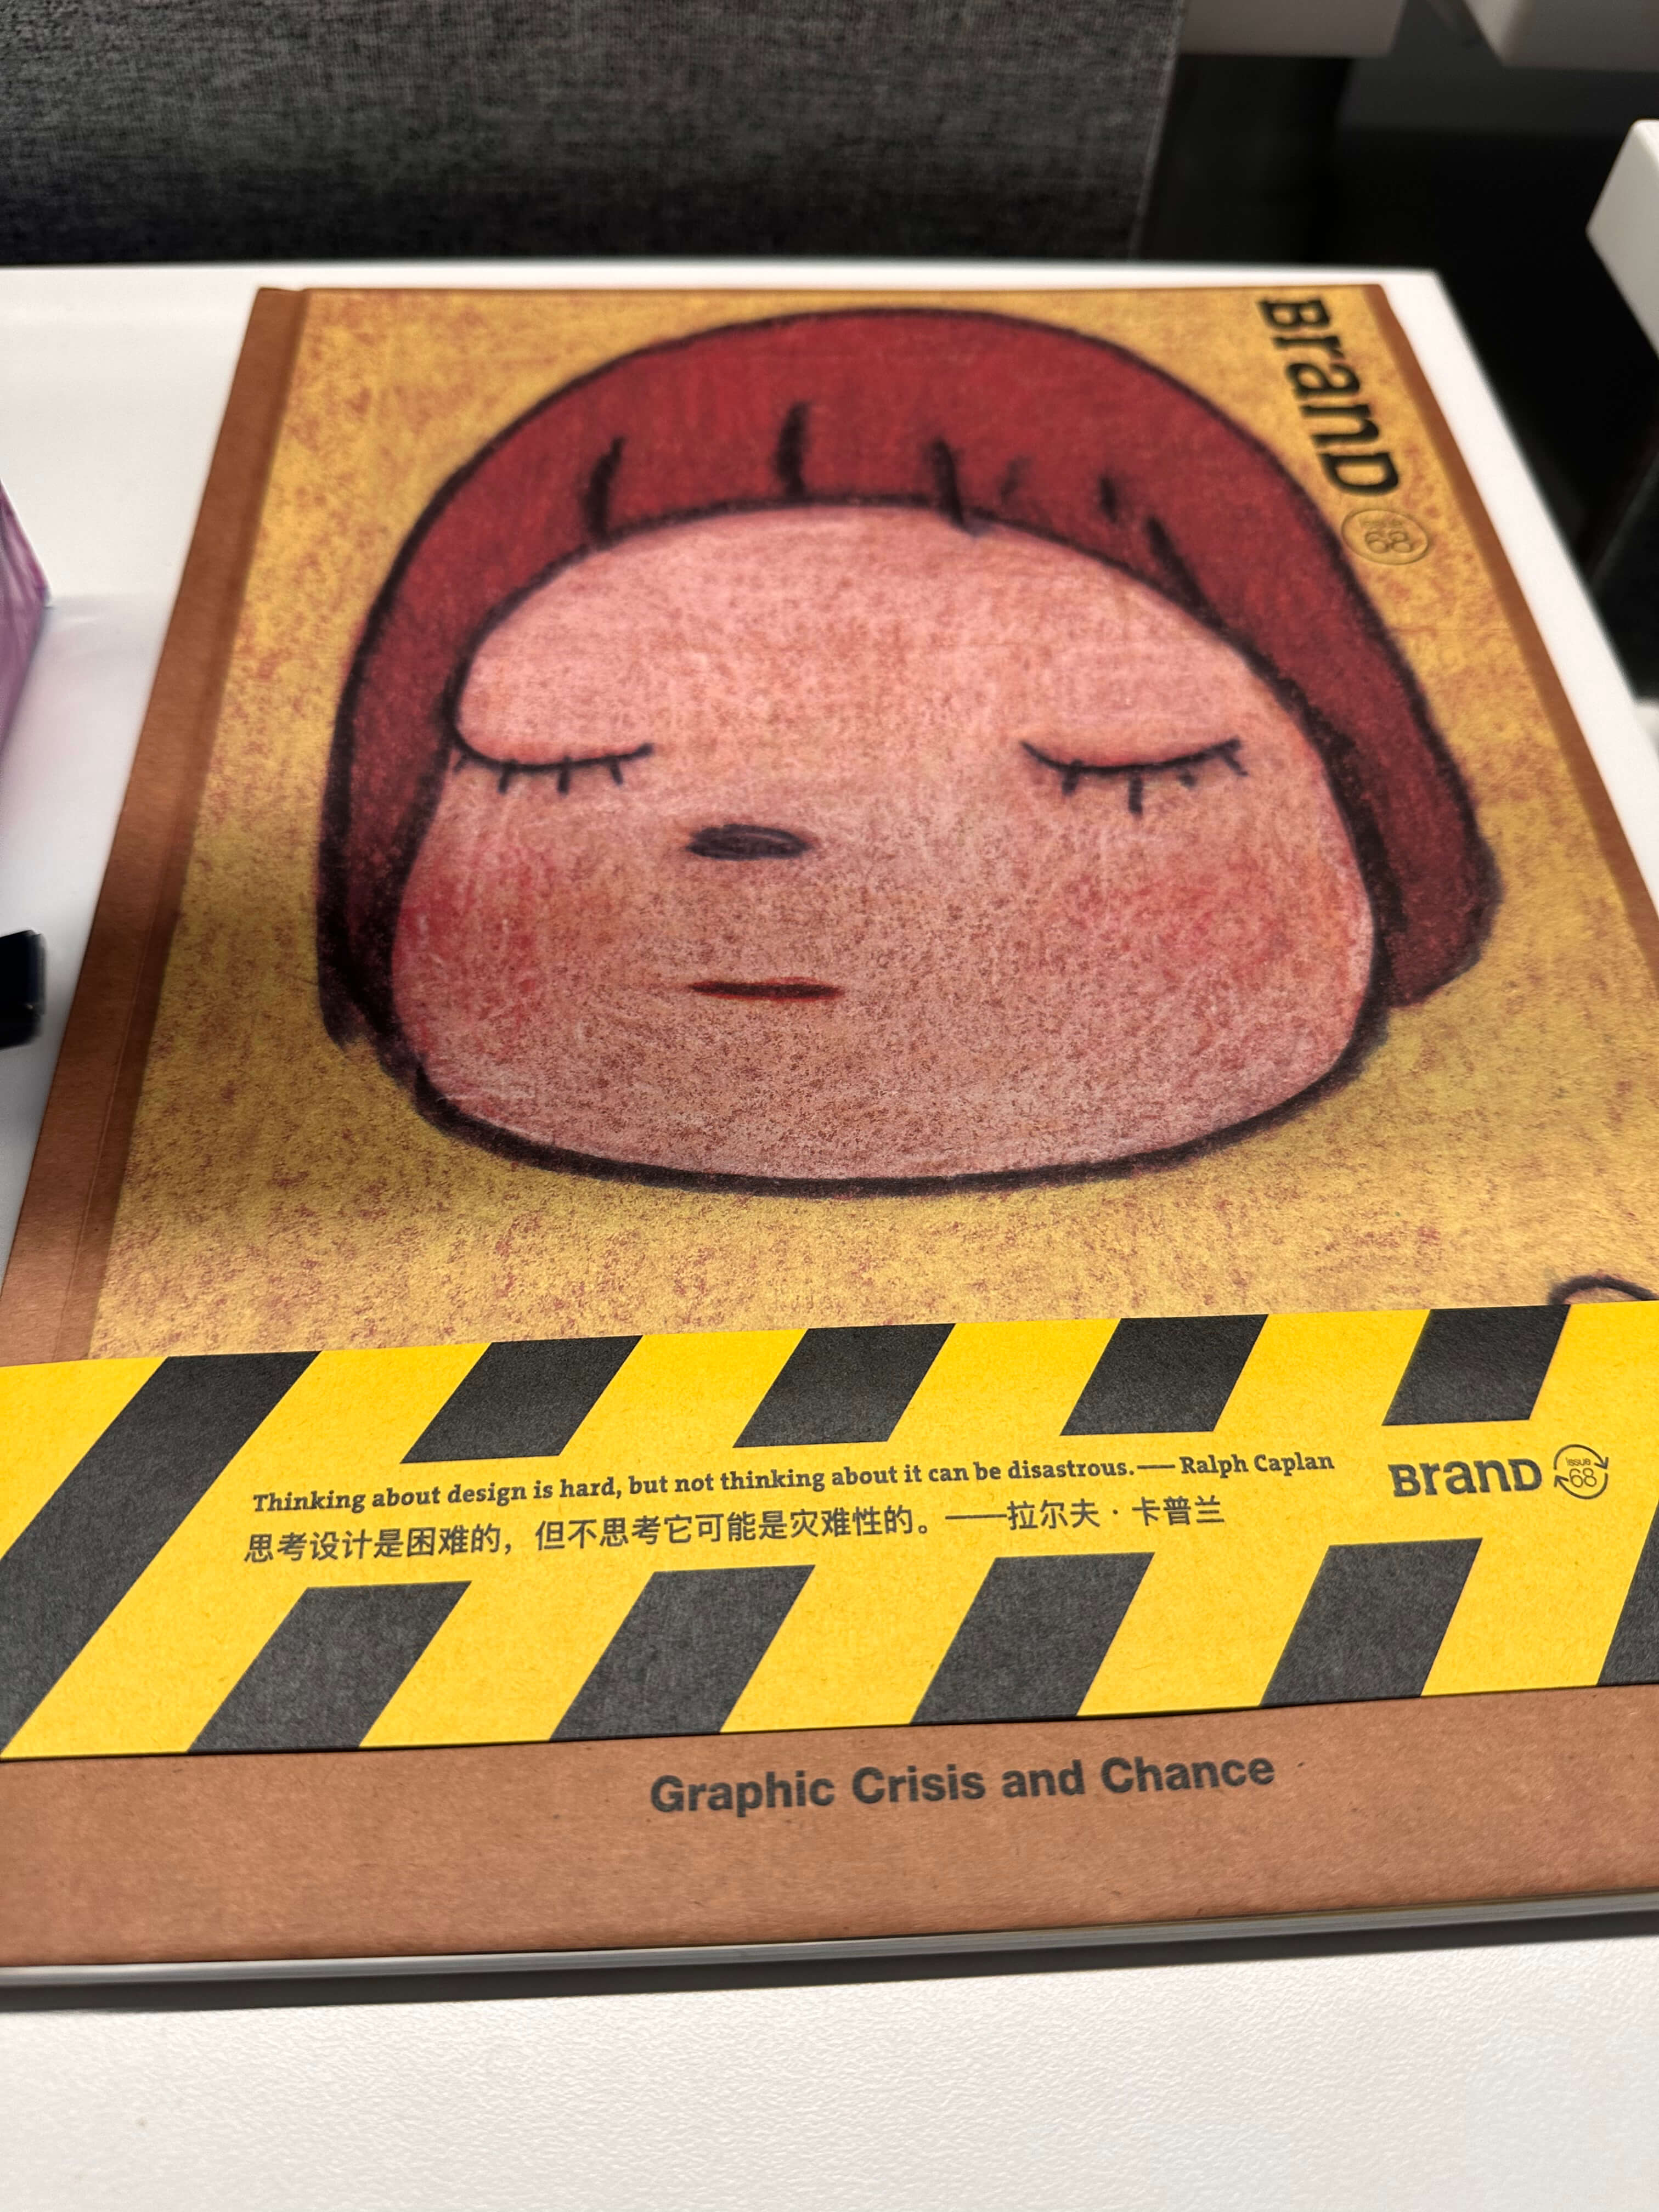 BranD
Issue
68
Thinking about design is hard, but not thinking about it can be disastrous.—— Ralph Caplan
思考设计是困难的，但不思考它可能是灾难性的。——拉尔夫·卡普兰
BranD
Issue
68
Graphic Crisis and Chance